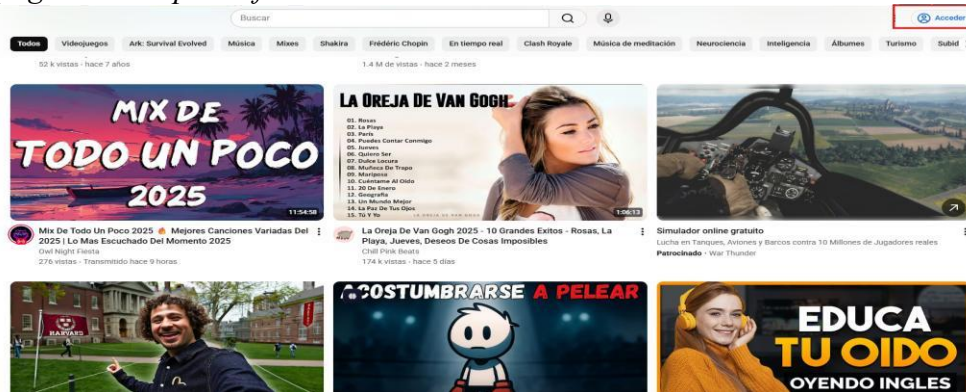 Buscar
Acceder
Todos
Videojuegos
Ark: Survival Evolved
Música
Mixes
Shakira
Frédéric Chopin
En tiempo real
Clash Royale
Música de meditación
Neurociencia
Inteligencia
Álbumes
Turismo
Subid
52 k vistas · hace 7 años
1.4 M de vistas · hace 2 meses
MIX DE
TODO UN POCO
2025
11:54:58
LA OREJA DE VAN GOGH
01. Rosas
02. La Playa
03. París
04. Puedes Contar Conmigo
05. Jueves
06. Quiero Ser
07. Dulce Locura
08. Muñeca De Trapo
09. Mariposa
10. Cuéntame Al Oído
11. 20 De Enero
12. Geografía
13. Un Mundo Mejor
14. La Paz De Tus Ojos
15. Tú Y Yo
LA OREJA DE VAN GOGH
1:06:13
Mix De Todo Un Poco 2025 🔥 Mejores Canciones Variadas Del
2025 | Lo Mas Escuchado Del Momento 2025
Owl Night Fiesta
276 vistas · Transmitido hace 9 horas
La Oreja De Van Gogh 2025 - 10 Grandes Exitos - Rosas, La
Playa, Jueves, Deseos De Cosas Imposibles
Chill Pink Beats
174 k vistas · hace 5 días
Simulador online gratuito
Lucha en Tanques, Aviones y Barcos contra 10 Millones de Jugadores reales
Patrocinado · War Thunder
HARVARD
ACOSTUMBRARSE A PELEAR
EDUCA
TU OIDO
OYENDO INGLES